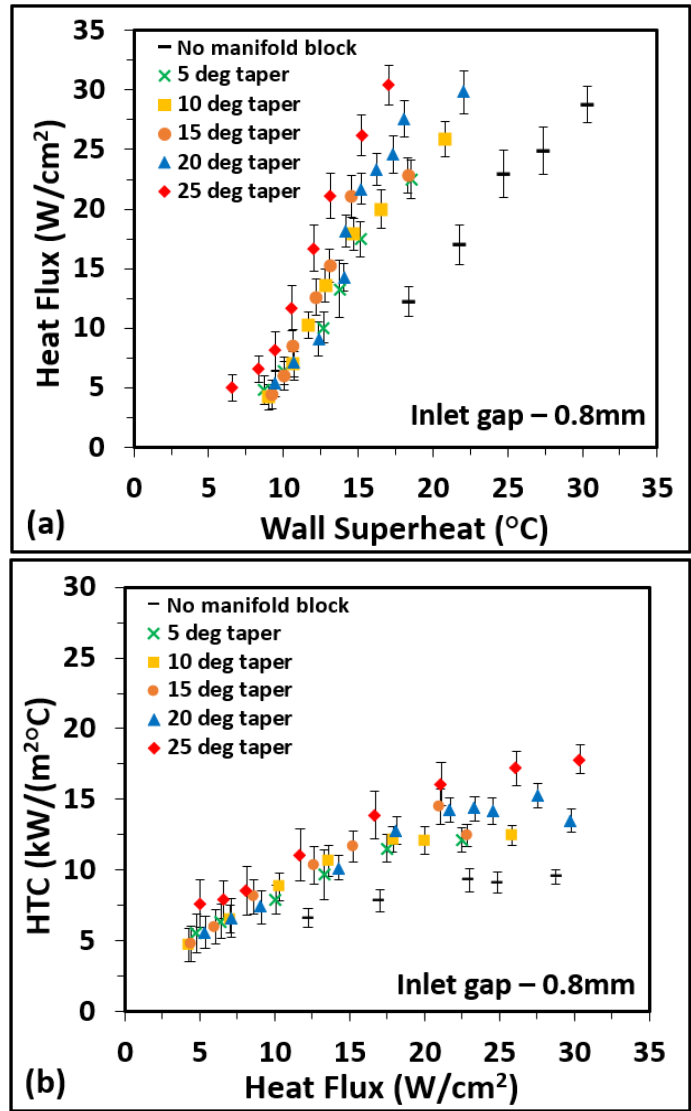 35
30
25
20
15
10
5
0
Heat Flux (W/cm²)
No manifold block
5 deg taper
10 deg taper
15 deg taper
20 deg taper
25 deg taper
Inlet gap – 0.8mm
0 5 10 15 20 25 30 35
(a)
Wall Superheat (°C)
30
25
20
15
10
5
0
HTC (kW/(m²°C)
No manifold block
5 deg taper
10 deg taper
15 deg taper
20 deg taper
25 deg taper
Inlet gap – 0.8mm
0 5 10 15 20 25 30 35
(b)
Heat Flux (W/cm²)